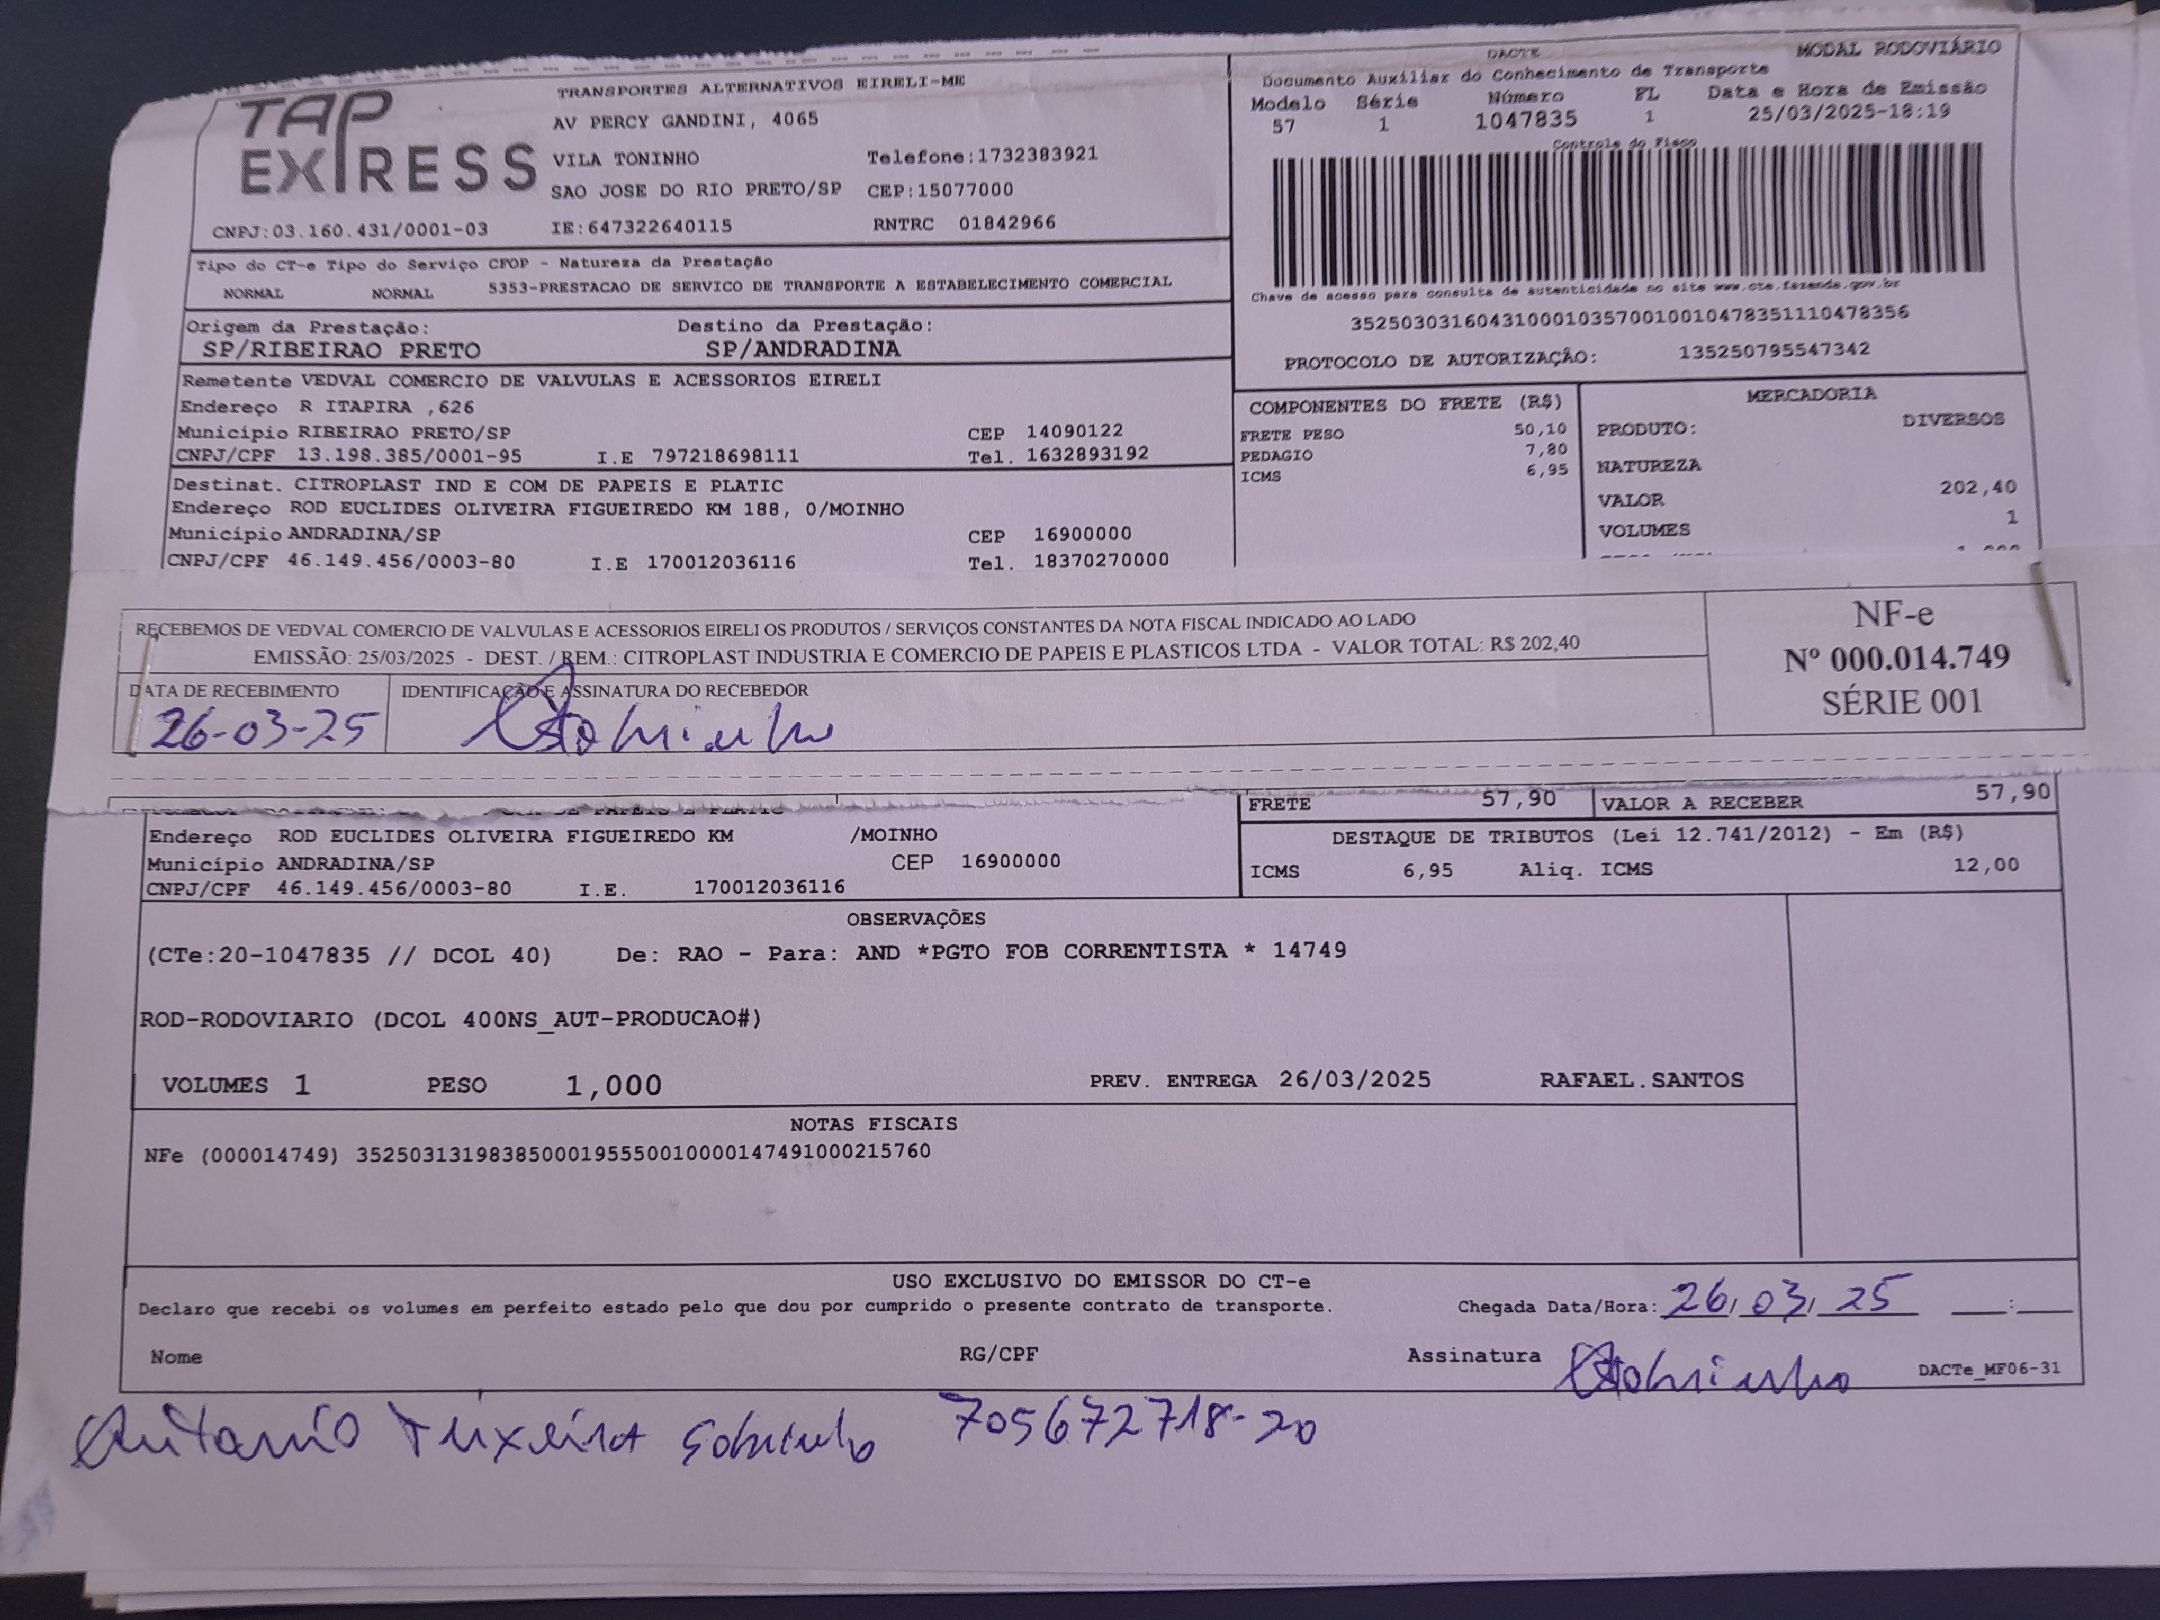 TAP EXPRESS
TRANSPORTES ALTERNATIVOS EIRELI-ME
AV PERCY GANDINI, 4065
VILA TONINHO Telefone:1732383921
SAO JOSE DO RIO PRETO/SP CEP:15077000
CNPJ:03.160.431/0001-03 IE:647322640115 RNTRC 01842966
DACTE MODAL RODOVIÁRIO
Documento Auxiliar do Conhecimento de Transporte
Modelo Série Número FL Data e Hora de Emissão
57 1 1047835 1 25/03/2025-18:19
Controle do Fisco
Chave de acesso para consulta de autenticidade no site www.cte.fazenda.gov.br
35250303160431000103570010010478351110478356
PROTOCOLO DE AUTORIZAÇÃO: 135250795547342
Tipo do CT-e Tipo do Serviço CFOP - Natureza da Prestação
NORMAL NORMAL 5353-PRESTACAO DE SERVICO DE TRANSPORTE A ESTABELECIMENTO COMERCIAL
Origem da Prestação: Destino da Prestação:
SP/RIBEIRAO PRETO SP/ANDRADINA
Remetente VEDVAL COMERCIO DE VALVULAS E ACESSORIOS EIRELI
Endereço R ITAPIRA ,626
Município RIBEIRAO PRETO/SP CEP 14090122
CNPJ/CPF 13.198.385/0001-95 I.E 797218698111 Tel. 1632893192
Destinat. CITROPLAST IND E COM DE PAPEIS E PLATIC
Endereço ROD EUCLIDES OLIVEIRA FIGUEIREDO KM 188, 0/MOINHO
Município ANDRADINA/SP CEP 16900000
CNPJ/CPF 46.149.456/0003-80 I.E 170012036116 Tel. 18370270000
COMPONENTES DO FRETE (R$)
FRETE PESO 50,10
PEDAGIO 7,80
ICMS 6,95
MERCADORIA
PRODUTO: DIVERSOS
NATUREZA
VALOR 202,40
VOLUMES 1
RECEBEMOS DE VEDVAL COMERCIO DE VALVULAS E ACESSORIOS EIRELI OS PRODUTOS / SERVIÇOS CONSTANTES DA NOTA FISCAL INDICADO AO LADO
EMISSÃO: 25/03/2025 - DEST. / REM.: CITROPLAST INDUSTRIA E COMERCIO DE PAPEIS E PLASTICOS LTDA - VALOR TOTAL: R$ 202,40
DATA DE RECEBIMENTO IDENTIFICAÇÃO E ASSINATURA DO RECEBEDOR
26-03-25
NF-e
Nº 000.014.749
SÉRIE 001
FRETE 57,90 VALOR A RECEBER 57,90
Endereço ROD EUCLIDES OLIVEIRA FIGUEIREDO KM /MOINHO
Município ANDRADINA/SP CEP 16900000
CNPJ/CPF 46.149.456/0003-80 I.E. 170012036116
DESTAQUE DE TRIBUTOS (Lei 12.741/2012) - Em (R$)
ICMS 6,95 Aliq. ICMS 12,00
OBSERVAÇÕES
(CTe:20-1047835 // DCOL 40) De: RAO - Para: AND *PGTO FOB CORRENTISTA * 14749
ROD-RODOVIARIO (DCOL 400NS_AUT-PRODUCAO#)
VOLUMES 1 PESO 1,000 PREV. ENTREGA 26/03/2025 RAFAEL.SANTOS
NOTAS FISCAIS
NFe (000014749) 35250313198385000195550010000147491000215760
USO EXCLUSIVO DO EMISSOR DO CT-e
Declaro que recebi os volumes em perfeito estado pelo que dou por cumprido o presente contrato de transporte. Chegada Data/Hora: 26/03/25 __:__
Nome RG/CPF Assinatura DACTe_MF06-31
Antonio Teixeira Sobrinho 705672718-20